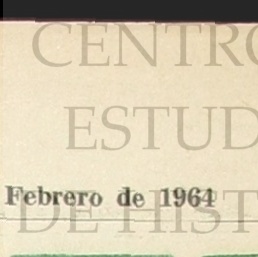 CENTRO
ESTUD
Febrero de 1964
DE HIST